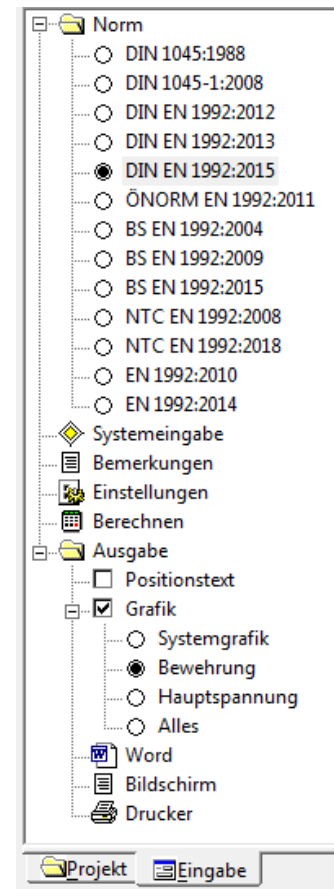 Norm
DIN 1045:1988
DIN 1045-1:2008
DIN EN 1992:2012
DIN EN 1992:2013
DIN EN 1992:2015
ÖNORM EN 1992:2011
BS EN 1992:2004
BS EN 1992:2009
BS EN 1992:2015
NTC EN 1992:2008
NTC EN 1992:2018
EN 1992:2010
EN 1992:2014
Systemeingabe
Bemerkungen
Einstellungen
Berechnen
Ausgabe
Positionstext
Grafik
Systemgrafik
Bewehrung
Hauptspannung
Alles
Word
Bildschirm
Drucker
Projekt Eingabe